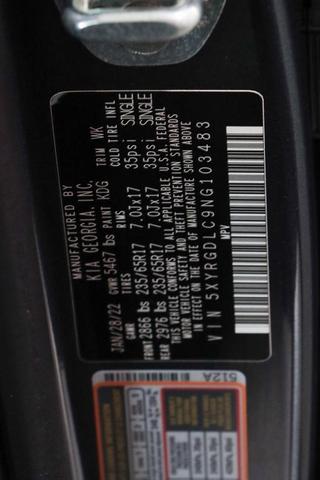 MANUFACTURED BY
KIA GEORGIA, INC.
JAN/28/22 GVWR 5467 lbs PAINT KDG TRIM WK
GAWR TIRES RAWS COLD TIRE INFL
FRONT 2866 lbs 235/65R17 7.0Jx17 35psi SINGLE
REAR 2976 lbs 235/65R17 7.0Jx17 35psi SINGLE
THIS VEHICLE CONFORMS TO ALL APPLICABLE U.S.A. FEDERAL
MOTOR VEHICLE SAFETY AND THEFT PREVENTION STANDARDS
IN EFFECT ON THE DATE OF MANUFACTURE SHOWN ABOVE
VIN 5XYRGDLC9NG103483
MPV
512A